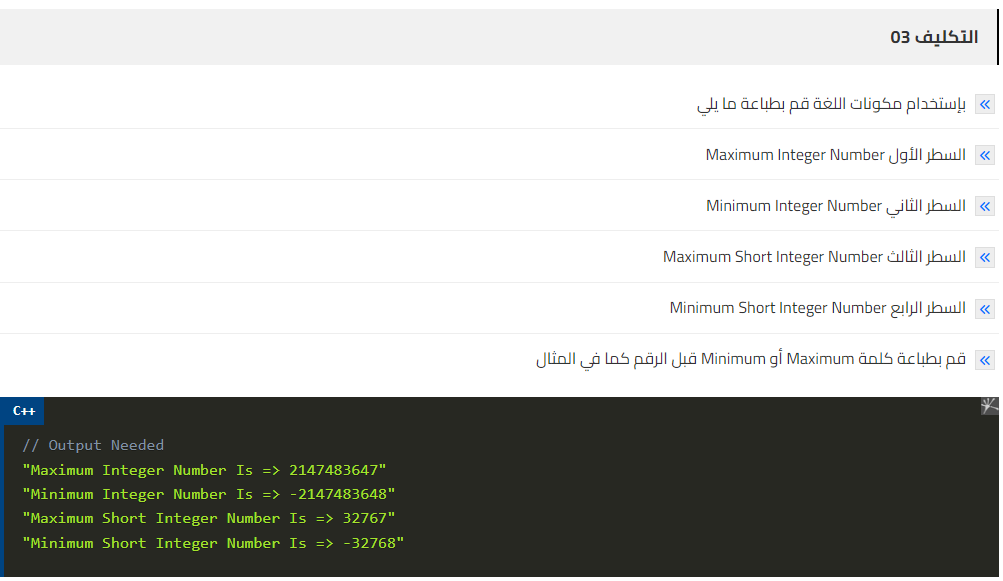 التكليف 03
بإستخدام مكونات اللغة قم بطباعة ما يلي
السطر الأول Maximum Integer Number
السطر الثاني Minimum Integer Number
السطر الثالث Maximum Short Integer Number
السطر الرابع Minimum Short Integer Number
قم بطباعة كلمة Maximum أو Minimum قبل الرقم كما في المثال
C++
// Output Needed
"Maximum Integer Number Is => 2147483647"
"Minimum Integer Number Is => -2147483648"
"Maximum Short Integer Number Is => 32767"
"Minimum Short Integer Number Is => -32768"